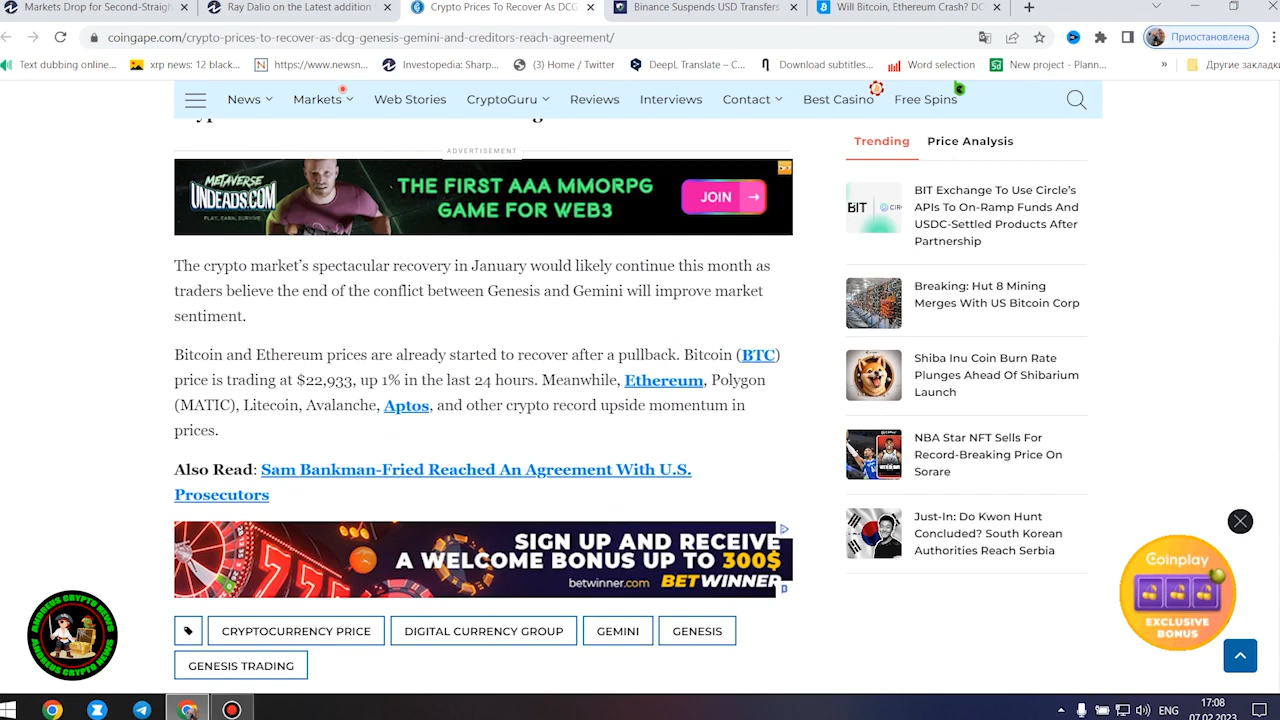 Markets Drop for Second-Straigh
Ray Dalio on the Latest addition
Crypto Prices To Recover As DCG
Binance Suspends USD Transfers
Will Bitcoin, Ethereum Crash? DC
coingape.com/crypto-prices-to-recover-as-dcg-genesis-gemini-and-creditors-reach-agreement/
Приостановлена
Text dubbing online...
xrp news: 12 black...
https://www.newsn...
Investopedia: Sharp...
(3) Home / Twitter
DeepL Translate – C...
Download subtitles...
Word selection
New project - Plann...
»
Другие закладки
News
Markets
Web Stories
CryptoGuru
Reviews
Interviews
Contact
Best Casino
Free Spins
ADVERTISEMENT
METAVERSE
UNDEADS.COM
PLAY, EARN, SURVIVE
THE FIRST AAA MMORPG
GAME FOR WEB3
JOIN
The crypto market's spectacular recovery in January would likely continue this month as
traders believe the end of the conflict between Genesis and Gemini will improve market
sentiment.
Bitcoin and Ethereum prices are already started to recover after a pullback. Bitcoin (BTC)
price is trading at $22,933, up 1% in the last 24 hours. Meanwhile, Ethereum, Polygon
(MATIC), Litecoin, Avalanche, Aptos, and other crypto record upside momentum in
prices.
Also Read: Sam Bankman-Fried Reached An Agreement With U.S.
Prosecutors
SIGN UP AND RECEIVE
A WELCOME BONUS UP TO 300$
betwinner.com BETWINNER
CRYPTOCURRENCY PRICE
DIGITAL CURRENCY GROUP
GEMINI
GENESIS
GENESIS TRADING
Trending
Price Analysis
BIT
CIR
BIT Exchange To Use Circle's
APIs To On-Ramp Funds And
USDC-Settled Products After
Partnership
Breaking: Hut 8 Mining
Merges With US Bitcoin Corp
Shiba Inu Coin Burn Rate
Plunges Ahead Of Shibarium
Launch
NBA Star NFT Sells For
Record-Breaking Price On
Sorare
Just-In: Do Kwon Hunt
Concluded? South Korean
Authorities Reach Serbia
Coinplay
EXCLUSIVE
BONUS
ANDREUS CRYPTO NEWS
ANDREUS CRYPTO NEWS
ENG
17:08
07.02.2023